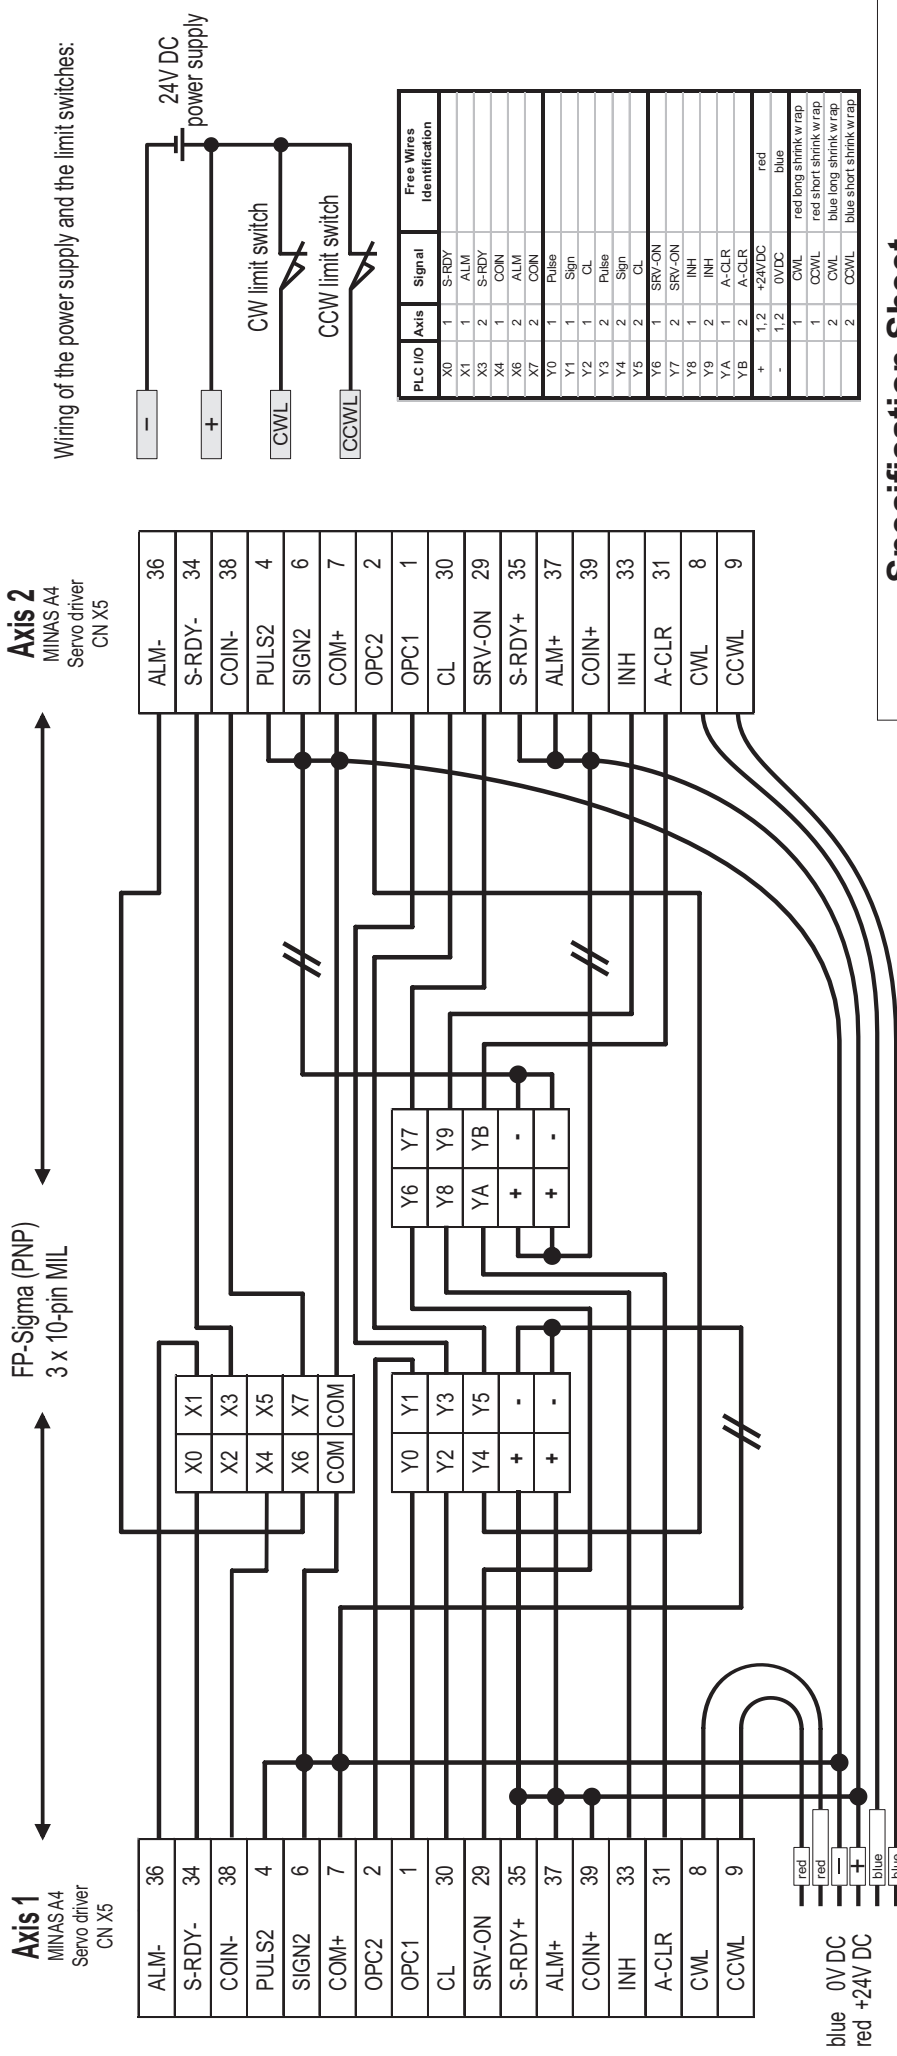 Axis 1
MINAS A4
Servo driver
CN X5
FP-Sigma (PNP)
3 x 10-pin MIL
Axis 2
MINAS A4
Servo driver
CN X5
ALM- 36
S-RDY- 34
COIN- 38
PULS2 4
SIGN2 6
COM+ 7
OPC2 2
OPC1 1
CL 30
SRV-ON 29
S-RDY+ 35
ALM+ 37
COIN+ 39
INH 33
A-CLR 31
CWL 8
CCWL 9
X0 X1
X2 X3
X4 X5
X6 X7
COM COM
Y0 Y1
Y2 Y3
Y4 Y5
+ -
+ -
Y6 Y7
Y8 Y9
YA YB
+ -
+ -
ALM- 36
S-RDY- 34
COIN- 38
PULS2 4
SIGN2 6
COM+ 7
OPC2 2
OPC1 1
CL 30
SRV-ON 29
S-RDY+ 35
ALM+ 37
COIN+ 39
INH 33
A-CLR 31
CWL 8
CCWL 9
red
red
–
+
blue
blue
blue 0V DC
red +24V DC
Wiring of the power supply and the limit switches:
–
+
CWL
CCWL
24V DC
power supply
CW limit switch
CCW limit switch
PLC I/O Axis Signal Free Wires Identification
X0 1 S-RDY
X1 1 ALM
X3 2 S-RDY
X4 1 COIN
X6 2 ALM
X7 2 COIN
Y0 1 Pulse
Y1 1 Sign
Y2 1 CL
Y3 2 Pulse
Y4 2 Sign
Y5 2 CL
Y6 1 SRV-ON
Y7 2 SRV-ON
Y8 1 INH
Y9 2 INH
YA 1 A-CLR
YB 2 A-CLR
+ 1, 2 +24VDC red
- 1, 2 0VDC blue
1 CWL red long shrink wrap
1 CCWL red short shrink wrap
2 CWL blue long shrink wrap
2 CCWL blue short shrink wrap
Specification Sheet